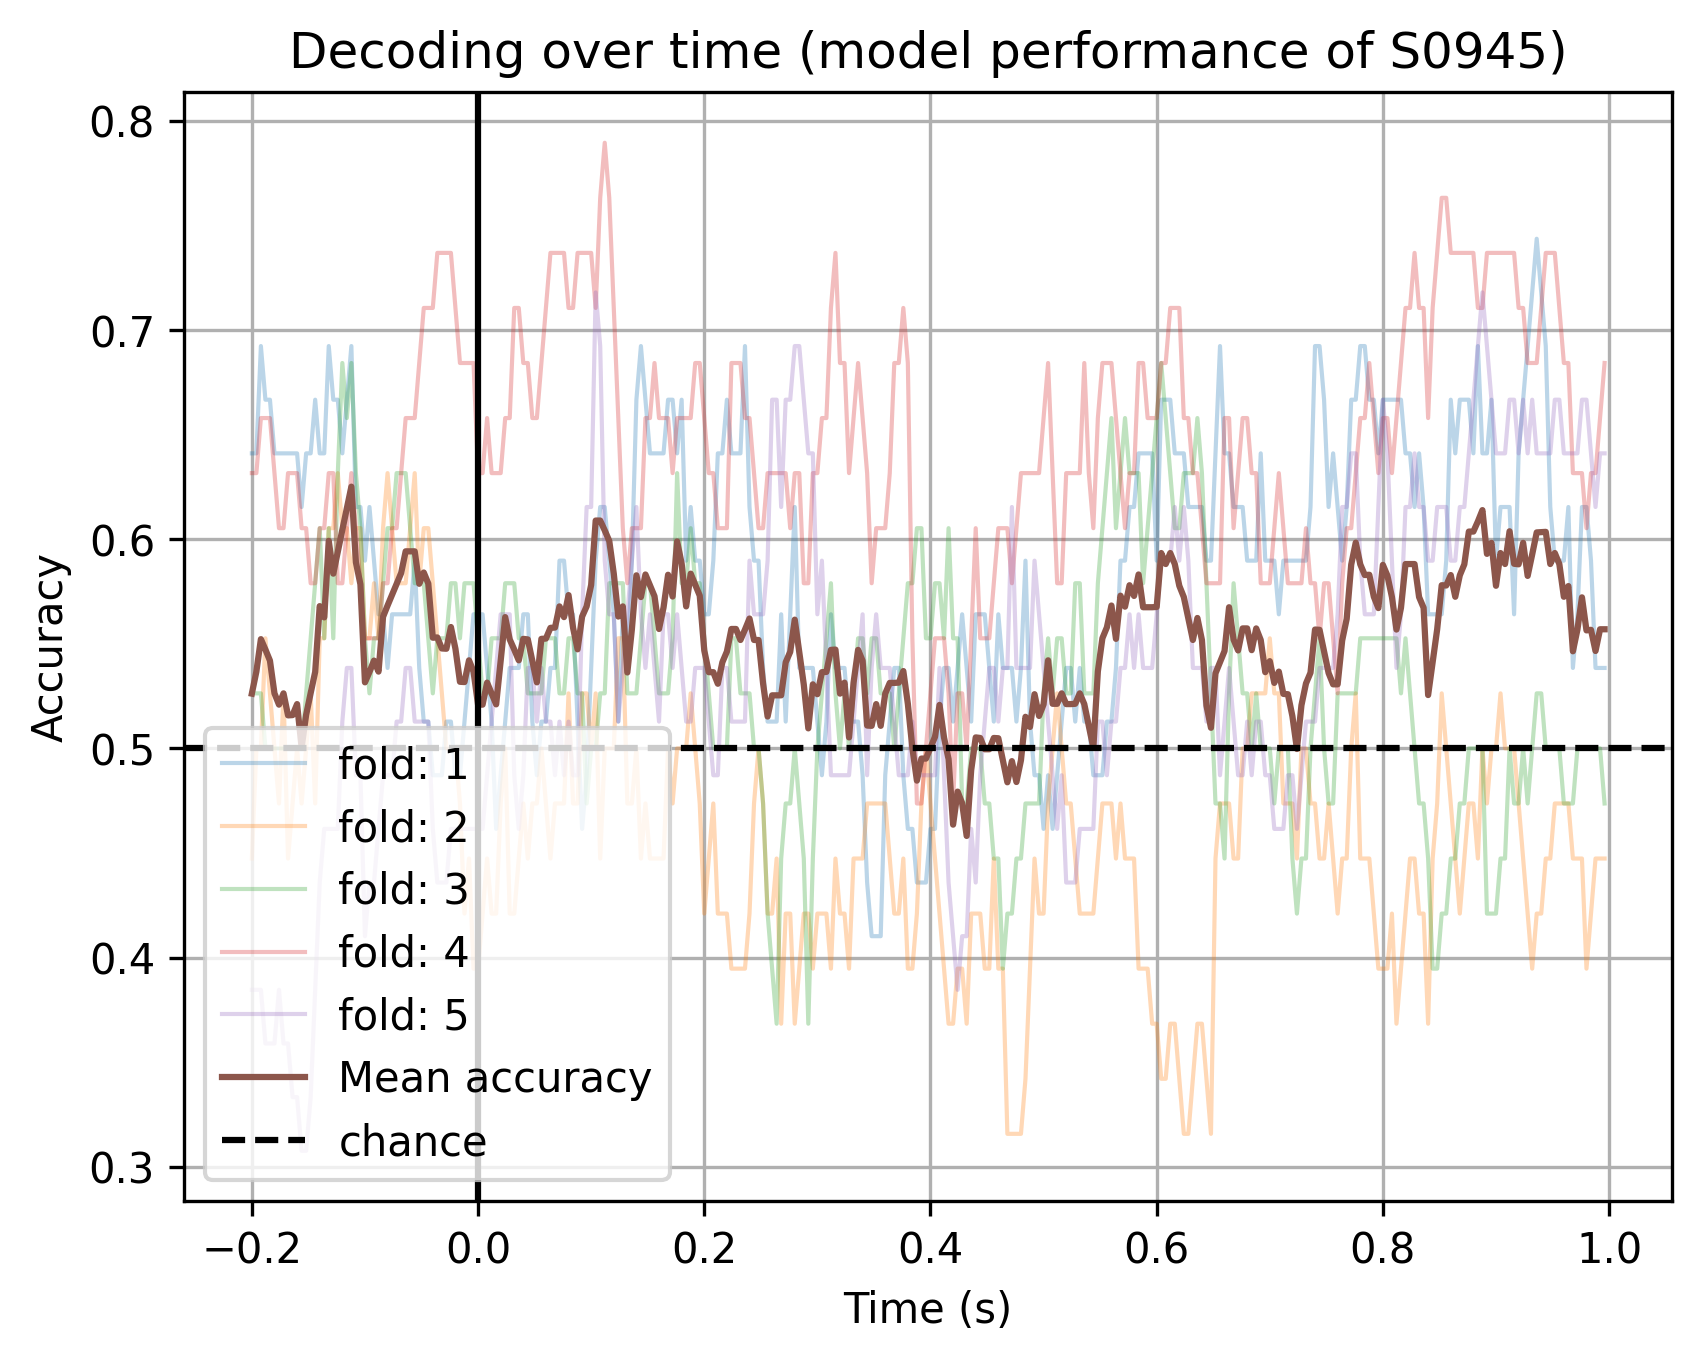 Decoding over time (model performance of S0945)
Accuracy
0.8
0.7
0.6
0.5
0.4
0.3
fold: 1
fold: 2
fold: 3
fold: 4
fold: 5
Mean accuracy
chance
−0.2 0.0 0.2 0.4 0.6 0.8 1.0
Time (s)